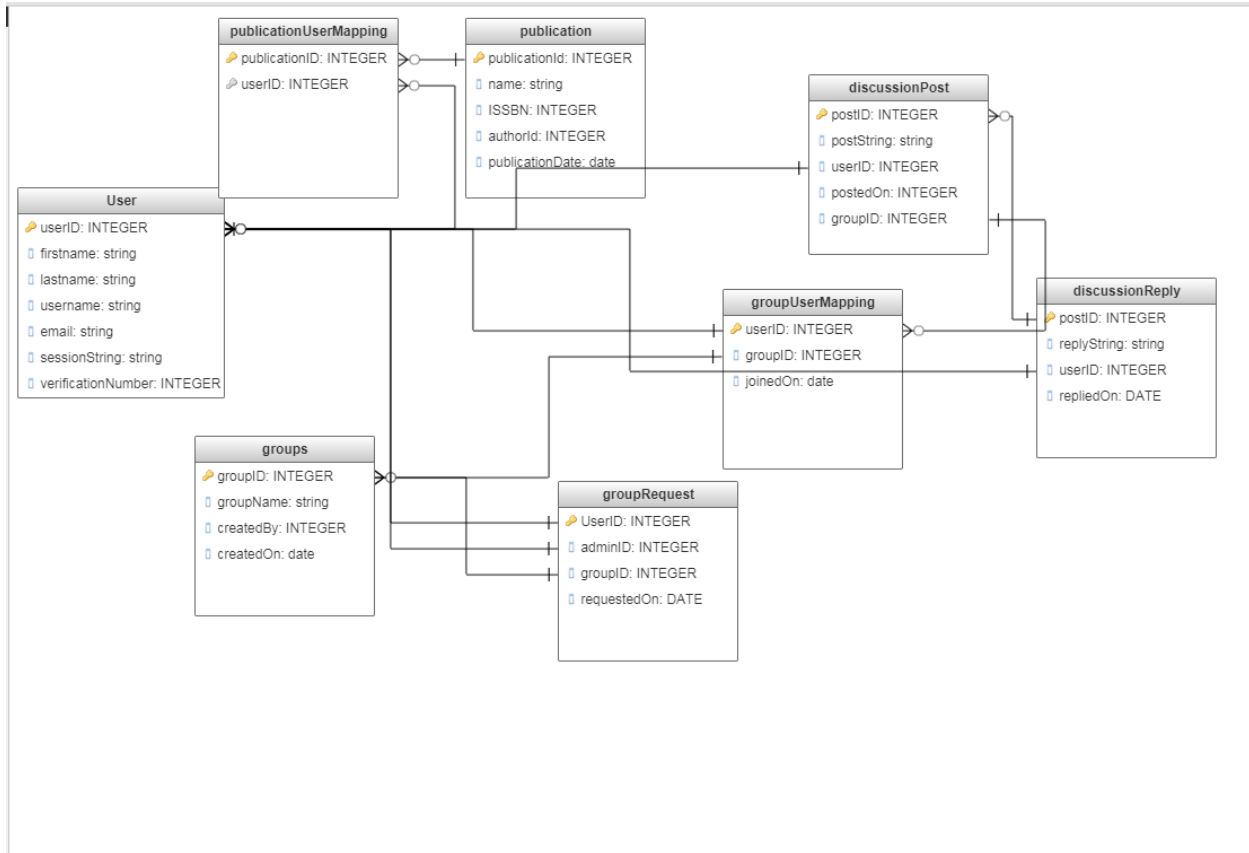 publicationUserMapping
publicationID: INTEGER
userID: INTEGER
publication
publicationId: INTEGER
name: string
ISSBN: INTEGER
authorId: INTEGER
publicationDate: date
discussionPost
postID: INTEGER
postString: string
userID: INTEGER
postedOn: INTEGER
groupID: INTEGER
User
userID: INTEGER
firstname: string
lastname: string
username: string
email: string
sessionString: string
verificationNumber: INTEGER
groupUserMapping
userID: INTEGER
groupID: INTEGER
joinedOn: date
discussionReply
postID: INTEGER
replyString: string
userID: INTEGER
repliedOn: DATE
groups
groupID: INTEGER
groupName: string
createdBy: INTEGER
createdOn: date
groupRequest
UserID: INTEGER
adminID: INTEGER
groupID: INTEGER
requestedOn: DATE